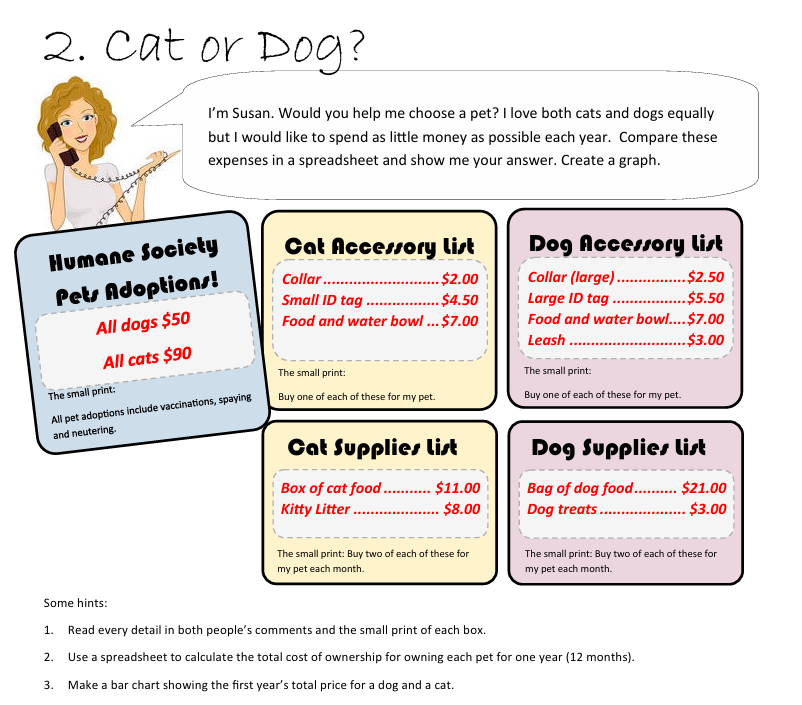 2. Cat or Dog?
I'm Susan. Would you help me choose a pet? I love both cats and dogs equally
but I would like to spend as little money as possible each year.  Compare these
expenses in a spreadsheet and show me your answer. Create a graph.
Humane Society
Pets Adoptions!
All dogs $50
All cats $90
The small print:
All pet adoptions include vaccinations, spaying
and neutering.
Cat Accessory List
Collar ...........................$2.00
Small ID tag .................$4.50
Food and water bowl ...$7.00
The small print:
Buy one of each of these for my pet.
Dog Accessory List
Collar (large) .................$2.50
Large ID tag ..................$5.50
Food and water bowl....$7.00
Leash ............................$3.00
The small print:
Buy one of each of these for my pet.
Cat Supplies List
Box of cat food ........... $11.00
Kitty Litter .................... $8.00
The small print: Buy two of each of these for
my pet each month.
Dog Supplies List
Bag of dog food.......... $21.00
Dog treats .................... $3.00
The small print: Buy two of each of these for
my pet each month.
Some hints:
1. Read every detail in both people's comments and the small print of each box.
2. Use a spreadsheet to calculate the total cost of ownership for owning each pet for one year (12 months).
3. Make a bar chart showing the first year's total price for a dog and a cat.